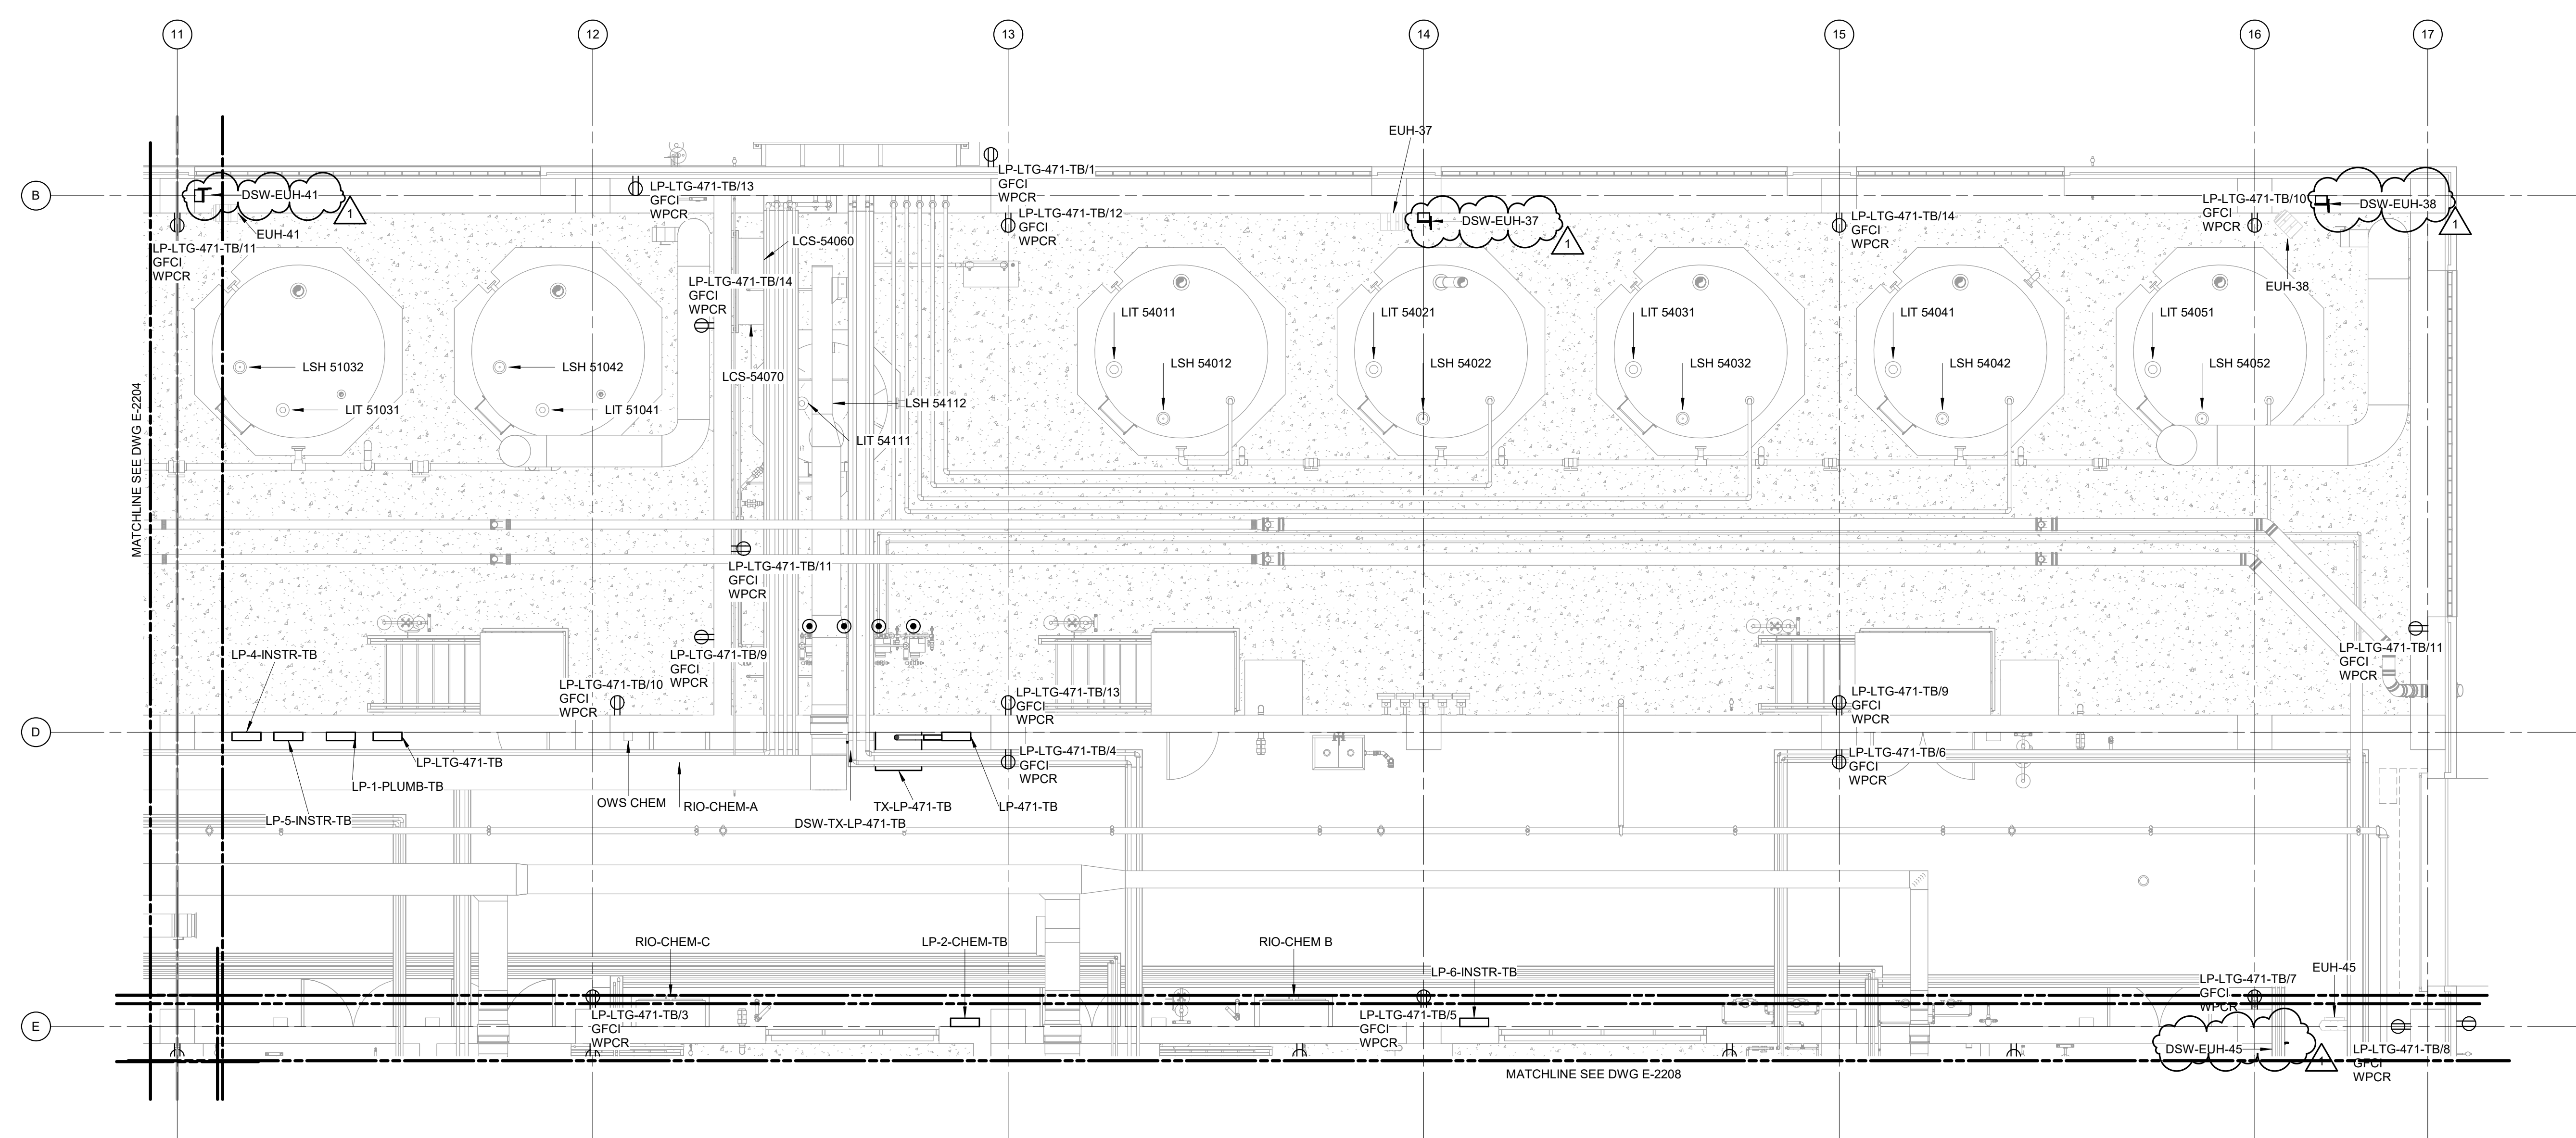 11
12
13
14
15
16
17
EUH-37
LP-LTG-471-TB/1
GFCI
WPCR
B
DSW-EUH-41
1
EUH-41
LP-LTG-471-TB/11
GFCI
WPCR
LP-LTG-471-TB/13
GFCI
WPCR
LP-LTG-471-TB/12
GFCI
WPCR
DSW-EUH-37
1
LP-LTG-471-TB/14
GFCI
WPCR
LP-LTG-471-TB/10
GFCI
WPCR
DSW-EUH-38
1
EUH-38
LCS-54060
LP-LTG-471-TB/14
GFCI
WPCR
LIT 54011
LIT 54021
LIT 54031
LIT 54041
LIT 54051
LSH 51032
LSH 51042
LCS-54070
LSH 54012
LSH 54022
LSH 54032
LSH 54042
LSH 54052
LIT 51031
LIT 51041
LSH 54112
LIT 54111
MATCHLINE SEE DWG E-2204
LP-LTG-471-TB/11
GFCI
WPCR
LP-4-INSTR-TB
LP-LTG-471-TB/9
GFCI
WPCR
LP-LTG-471-TB/11
GFCI
WPCR
LP-LTG-471-TB/10
GFCI
WPCR
LP-LTG-471-TB/13
GFCI
WPCR
LP-LTG-471-TB/9
GFCI
WPCR
D
LP-LTG-471-TB
LP-1-PLUMB-TB
LP-5-INSTR-TB
OWS CHEM
RIO-CHEM-A
DSW-TX-LP-471-TB
TX-LP-471-TB
LP-471-TB
LP-LTG-471-TB/4
GFCI
WPCR
LP-LTG-471-TB/6
GFCI
WPCR
RIO-CHEM-C
LP-2-CHEM-TB
RIO-CHEM B
LP-6-INSTR-TB
EUH-45
LP-LTG-471-TB/7
GFCI
WPCR
E
LP-LTG-471-TB/3
GFCI
WPCR
LP-LTG-471-TB/5
GFCI
WPCR
DSW-EUH-45
1
LP-LTG-471-TB/8
GFCI
WPCR
MATCHLINE SEE DWG E-2208